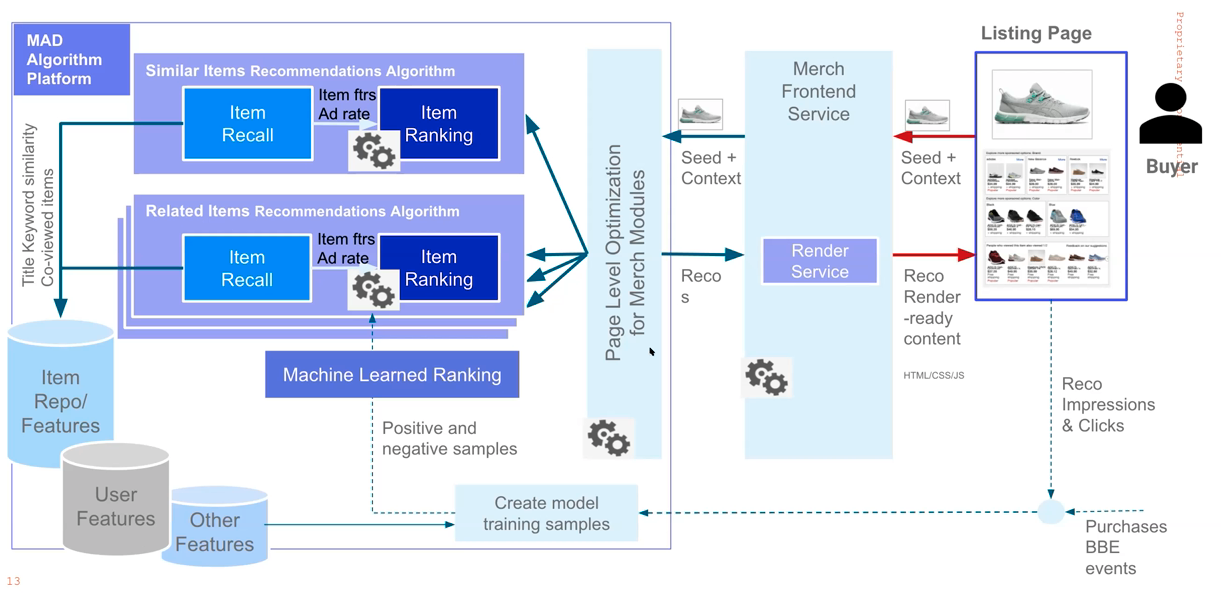 MAD
Algorithm
Platform
Similar Items Recommendations Algorithm
Item
Recall
Item ftrs
Ad rate
Item
Ranking
Related Items Recommendations Algorithm
Item
Recall
Item ftrs
Ad rate
Item
Ranking
Title Keyword similarity
Co-viewed items
Machine Learned Ranking
Positive and
negative samples
Item
Repo/
Features
User
Features
Other
Features
Create model
training samples
Page Level Optimization
for Merch Modules
Seed +
Context
Reco
s
Merch
Frontend
Service
Render
Service
Seed +
Context
Reco
Render
-ready
content
HTML/CSS/JS
Listing Page
Buyer
Reco
Impressions
& Clicks
Purchases
BBE
events
13